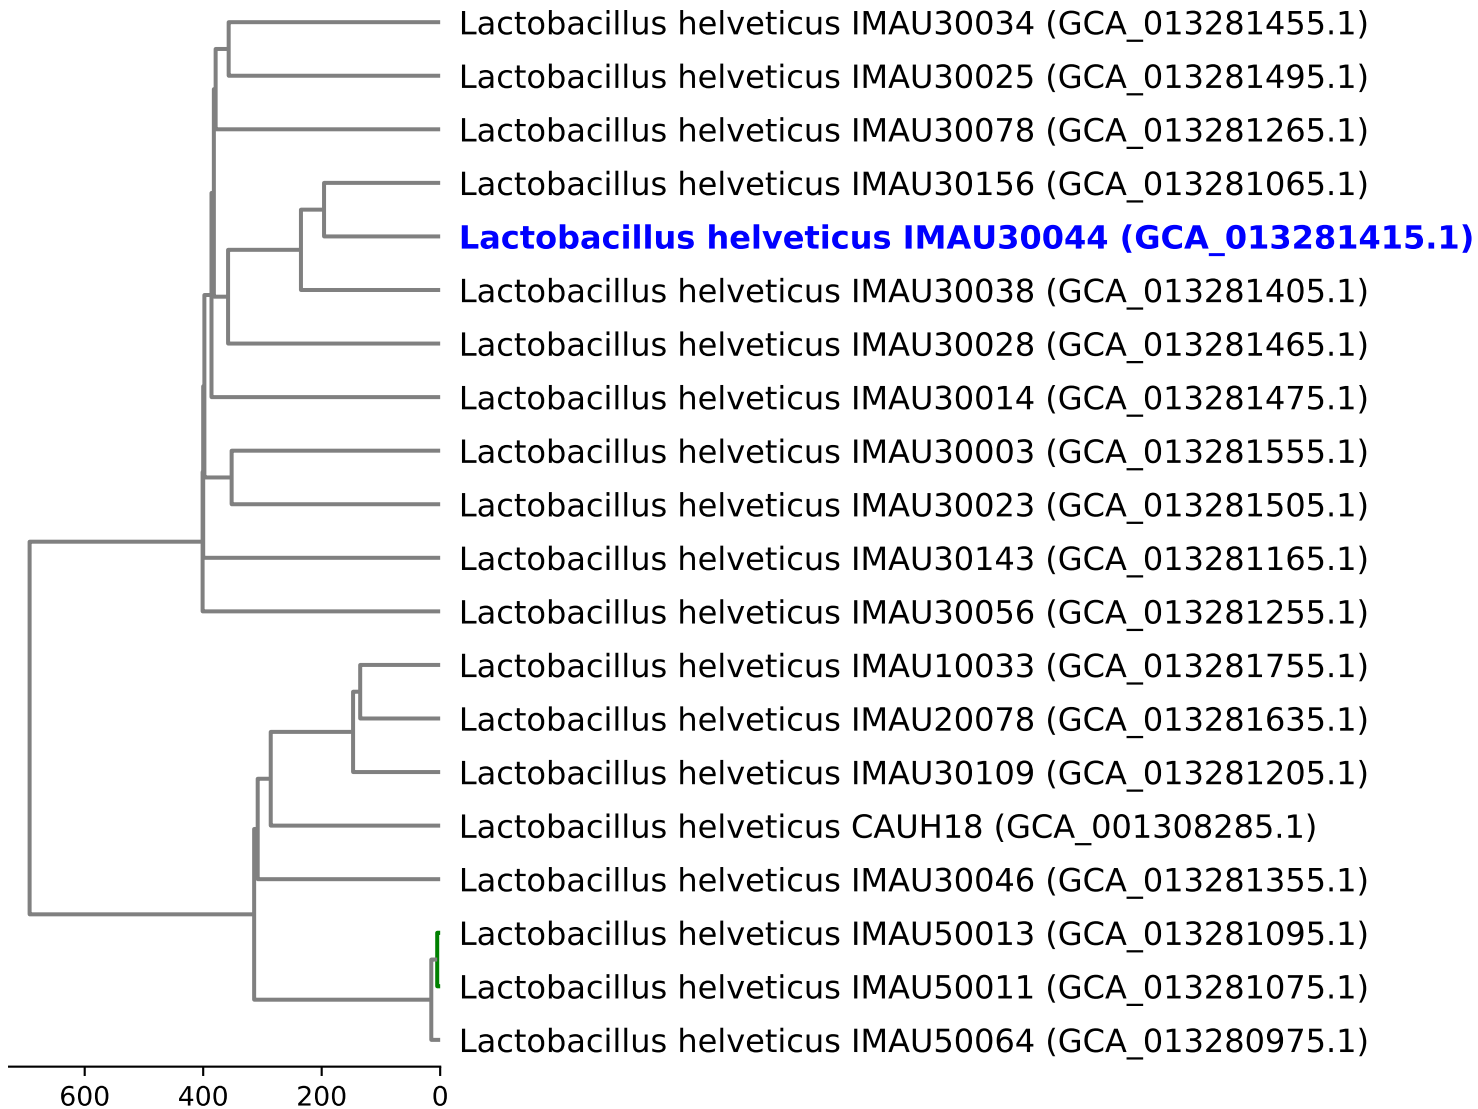 Lactobacillus helveticus IMAU30034 (GCA_013281455.1)
Lactobacillus helveticus IMAU30025 (GCA_013281495.1)
Lactobacillus helveticus IMAU30078 (GCA_013281265.1)
Lactobacillus helveticus IMAU30156 (GCA_013281065.1)
Lactobacillus helveticus IMAU30044 (GCA_013281415.1)
Lactobacillus helveticus IMAU30038 (GCA_013281405.1)
Lactobacillus helveticus IMAU30028 (GCA_013281465.1)
Lactobacillus helveticus IMAU30014 (GCA_013281475.1)
Lactobacillus helveticus IMAU30003 (GCA_013281555.1)
Lactobacillus helveticus IMAU30023 (GCA_013281505.1)
Lactobacillus helveticus IMAU30143 (GCA_013281165.1)
Lactobacillus helveticus IMAU30056 (GCA_013281255.1)
Lactobacillus helveticus IMAU10033 (GCA_013281755.1)
Lactobacillus helveticus IMAU20078 (GCA_013281635.1)
Lactobacillus helveticus IMAU30109 (GCA_013281205.1)
Lactobacillus helveticus CAUH18 (GCA_001308285.1)
Lactobacillus helveticus IMAU30046 (GCA_013281355.1)
Lactobacillus helveticus IMAU50013 (GCA_013281095.1)
Lactobacillus helveticus IMAU50011 (GCA_013281075.1)
Lactobacillus helveticus IMAU50064 (GCA_013280975.1)
600 400 200 0